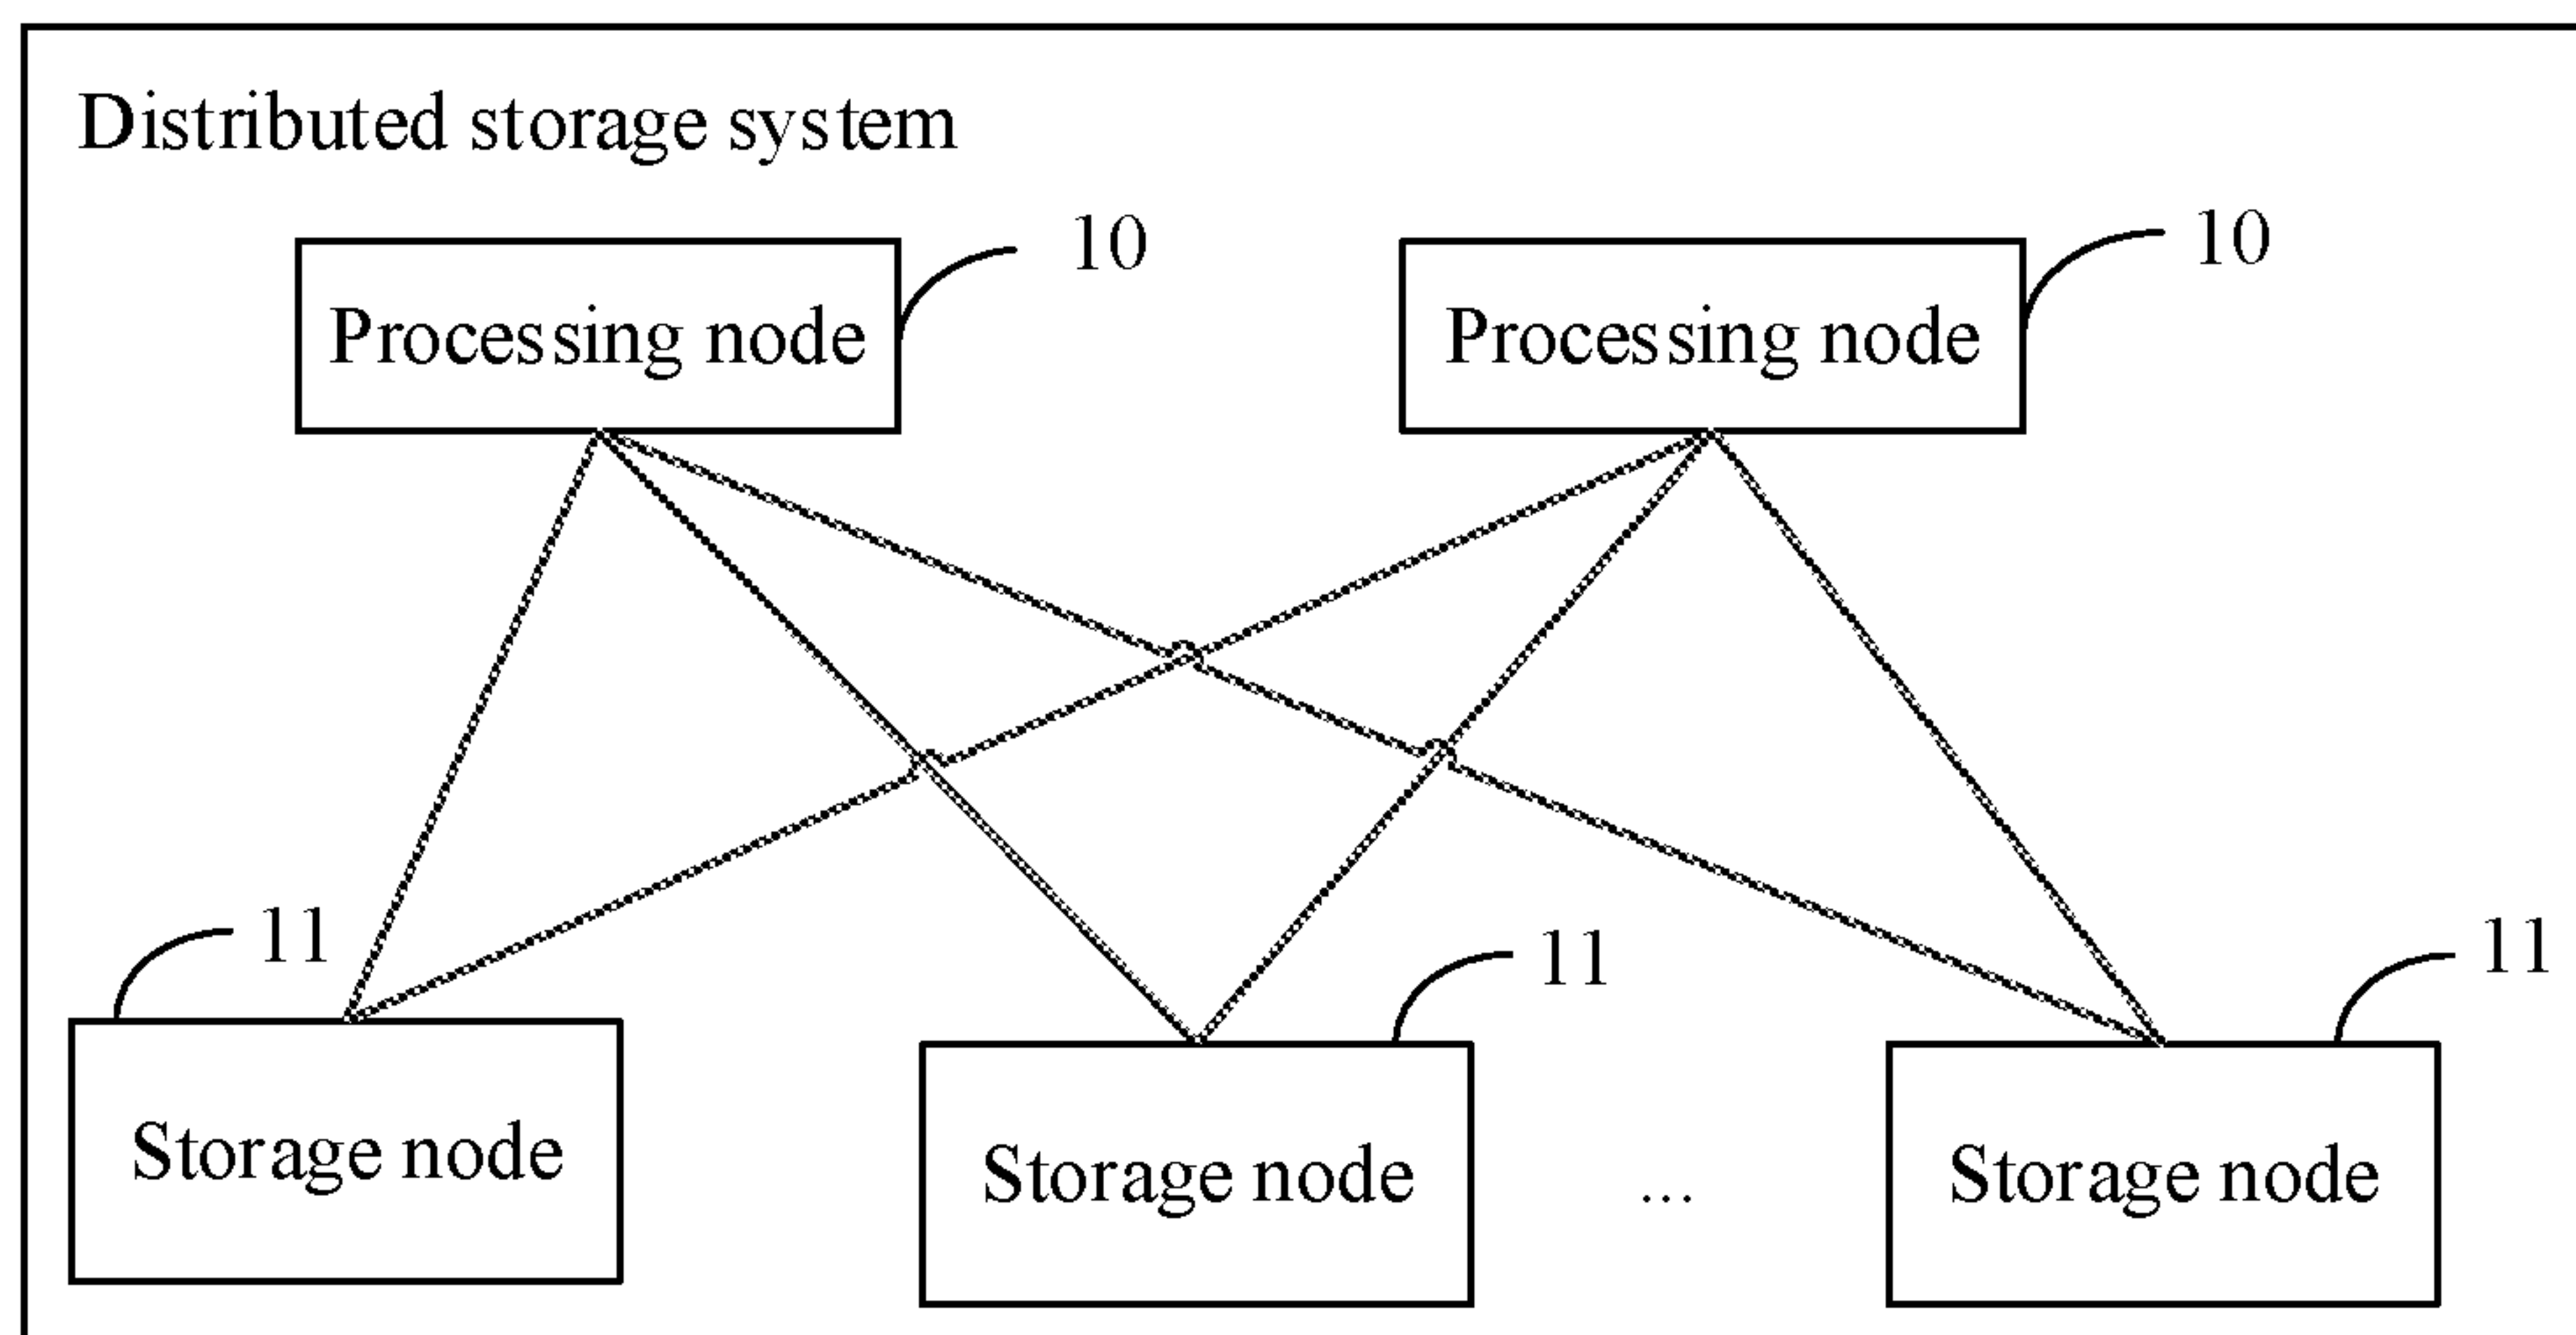 Distributed storage system
10
10
Processing node
Processing node
11
11
11
Storage node
Storage node
...
Storage node